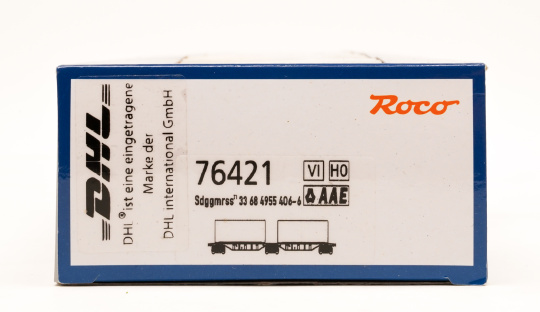 DHL
DHL® ist eine eingetragene
Marke der
DHL international GmbH
Roco
76421
VI H0
Sdggmrss¹¹ 33 68 4955 406-6
AAE